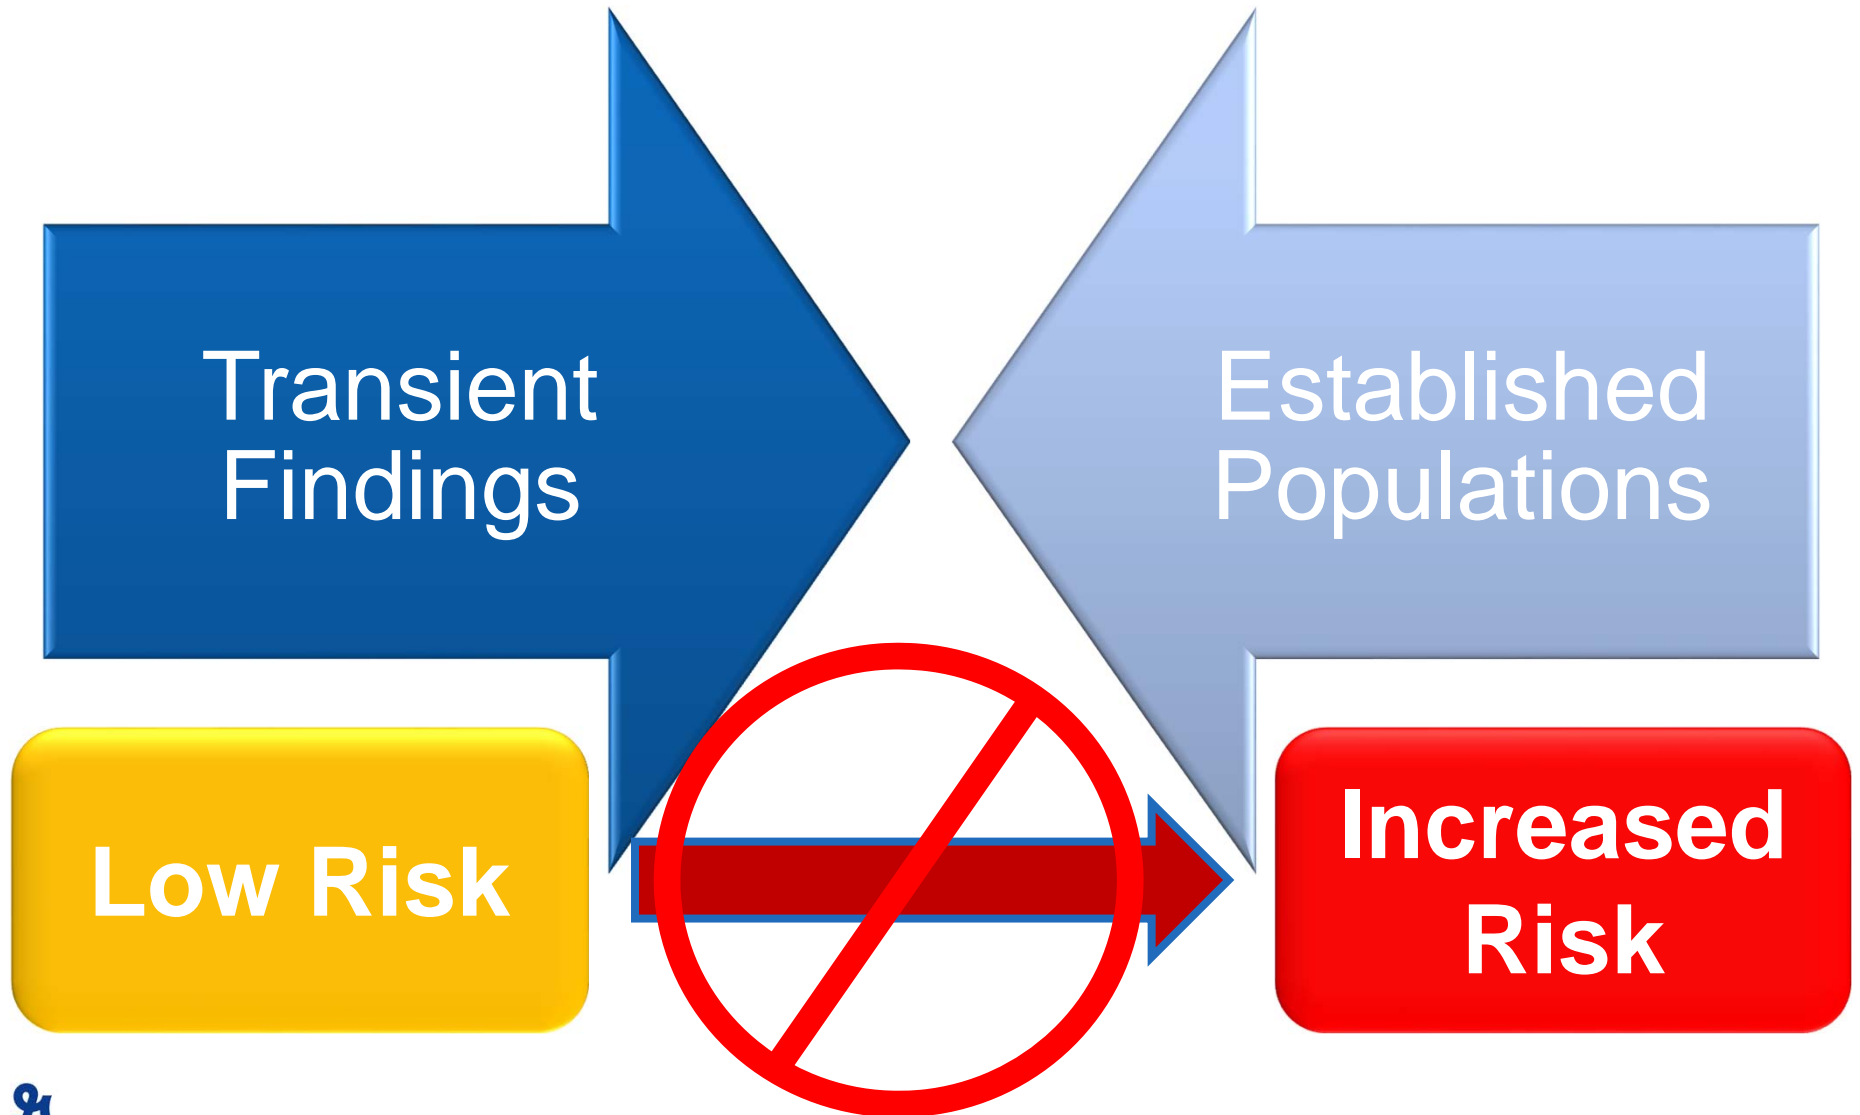 Transient
Findings
Established
Populations
Low Risk
Increased
Risk